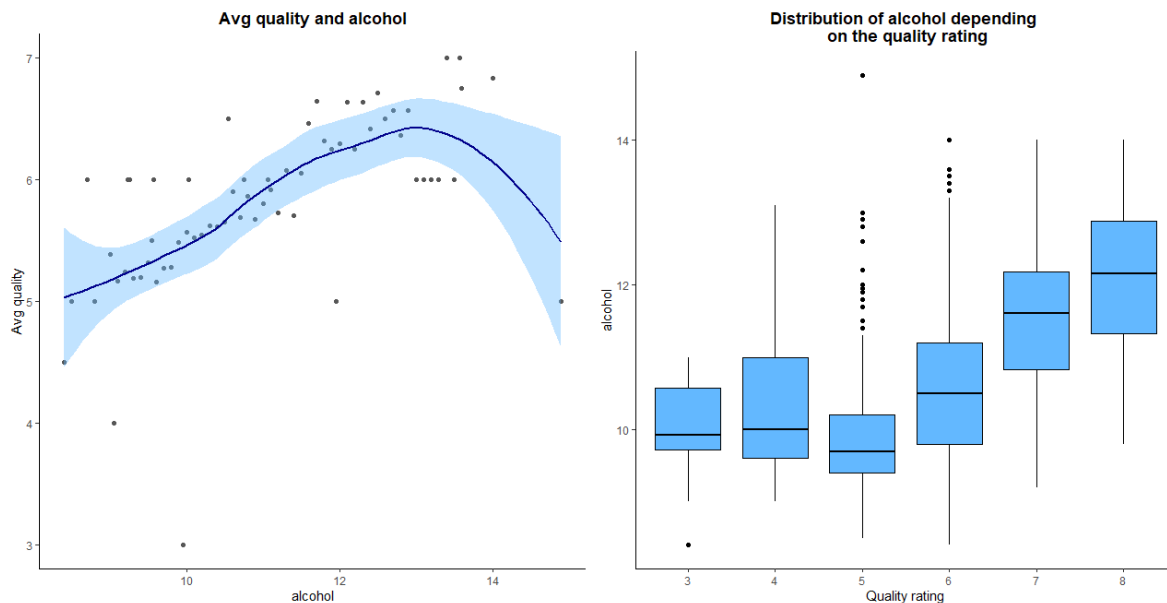 Avg quality and alcohol
Avg quality
7
6
5
4
3
10
12
14
alcohol
Distribution of alcohol depending
on the quality rating
alcohol
14
12
10
3
4
5
6
7
8
Quality rating